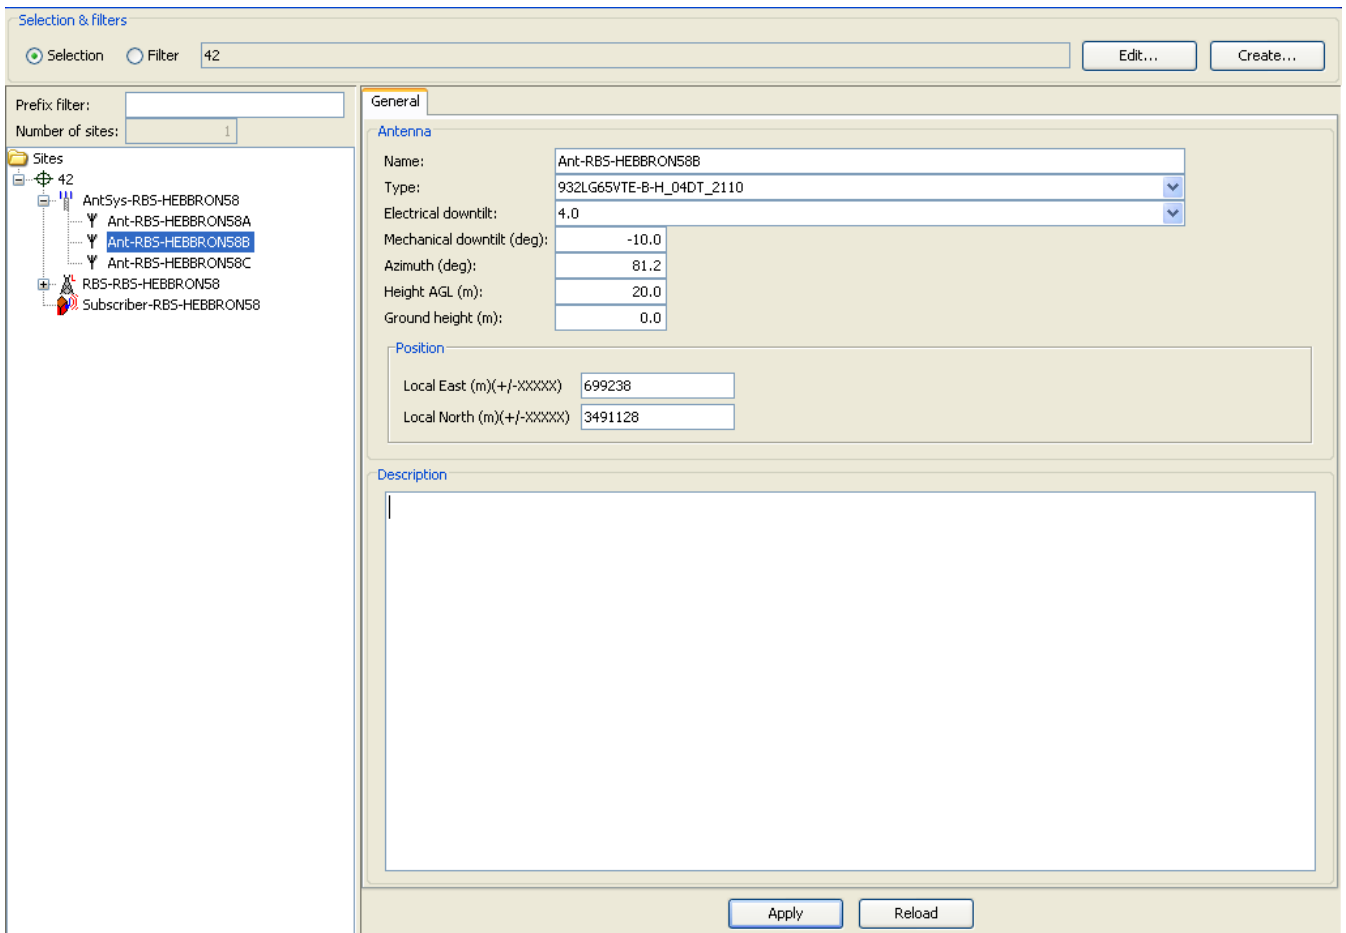 Selection & filters
Selection Filter 42 Edit... Create...
Prefix filter:
Number of sites: 1
Sites
42
AntSys-RBS-HEBBRON58
Ant-RBS-HEBBRON58A
Ant-RBS-HEBBRON58B
Ant-RBS-HEBBRON58C
RBS-RBS-HEBBRON58
Subscriber-RBS-HEBBRON58
General
Antenna
Name: Ant-RBS-HEBBRON58B
Type: 932LG65VTE-B-H_04DT_2110
Electrical downtilt: 4.0
Mechanical downtilt (deg): -10.0
Azimuth (deg): 81.2
Height AGL (m): 20.0
Ground height (m): 0.0
Position
Local East (m)(+/-XXXXX) 699238
Local North (m)(+/-XXXXX) 3491128
Description
Apply Reload